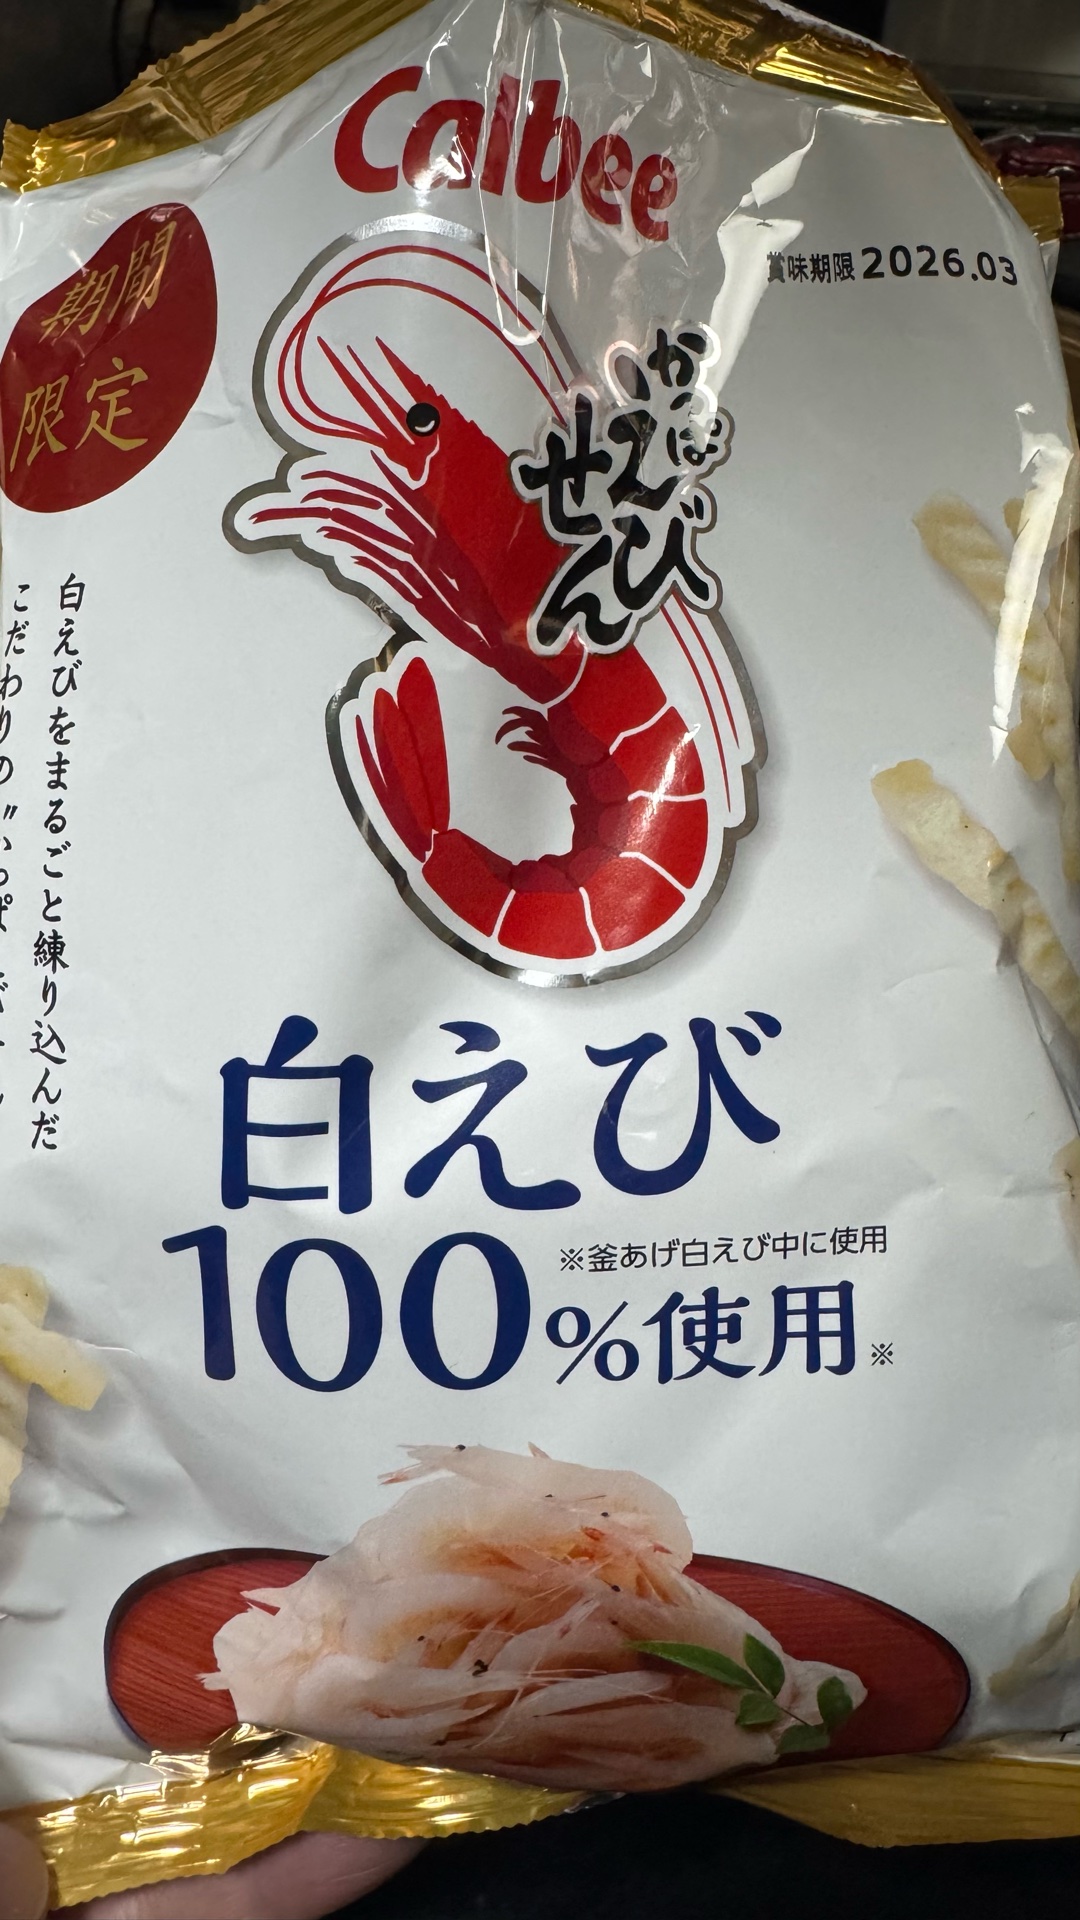 Calbee
賞味期限 2026.03
期間
限定
かっぱ
えび
せん
白えびをまるごと練り込んだ
こだわりの
白えび
100%使用※
※釜あげ白えび中に使用